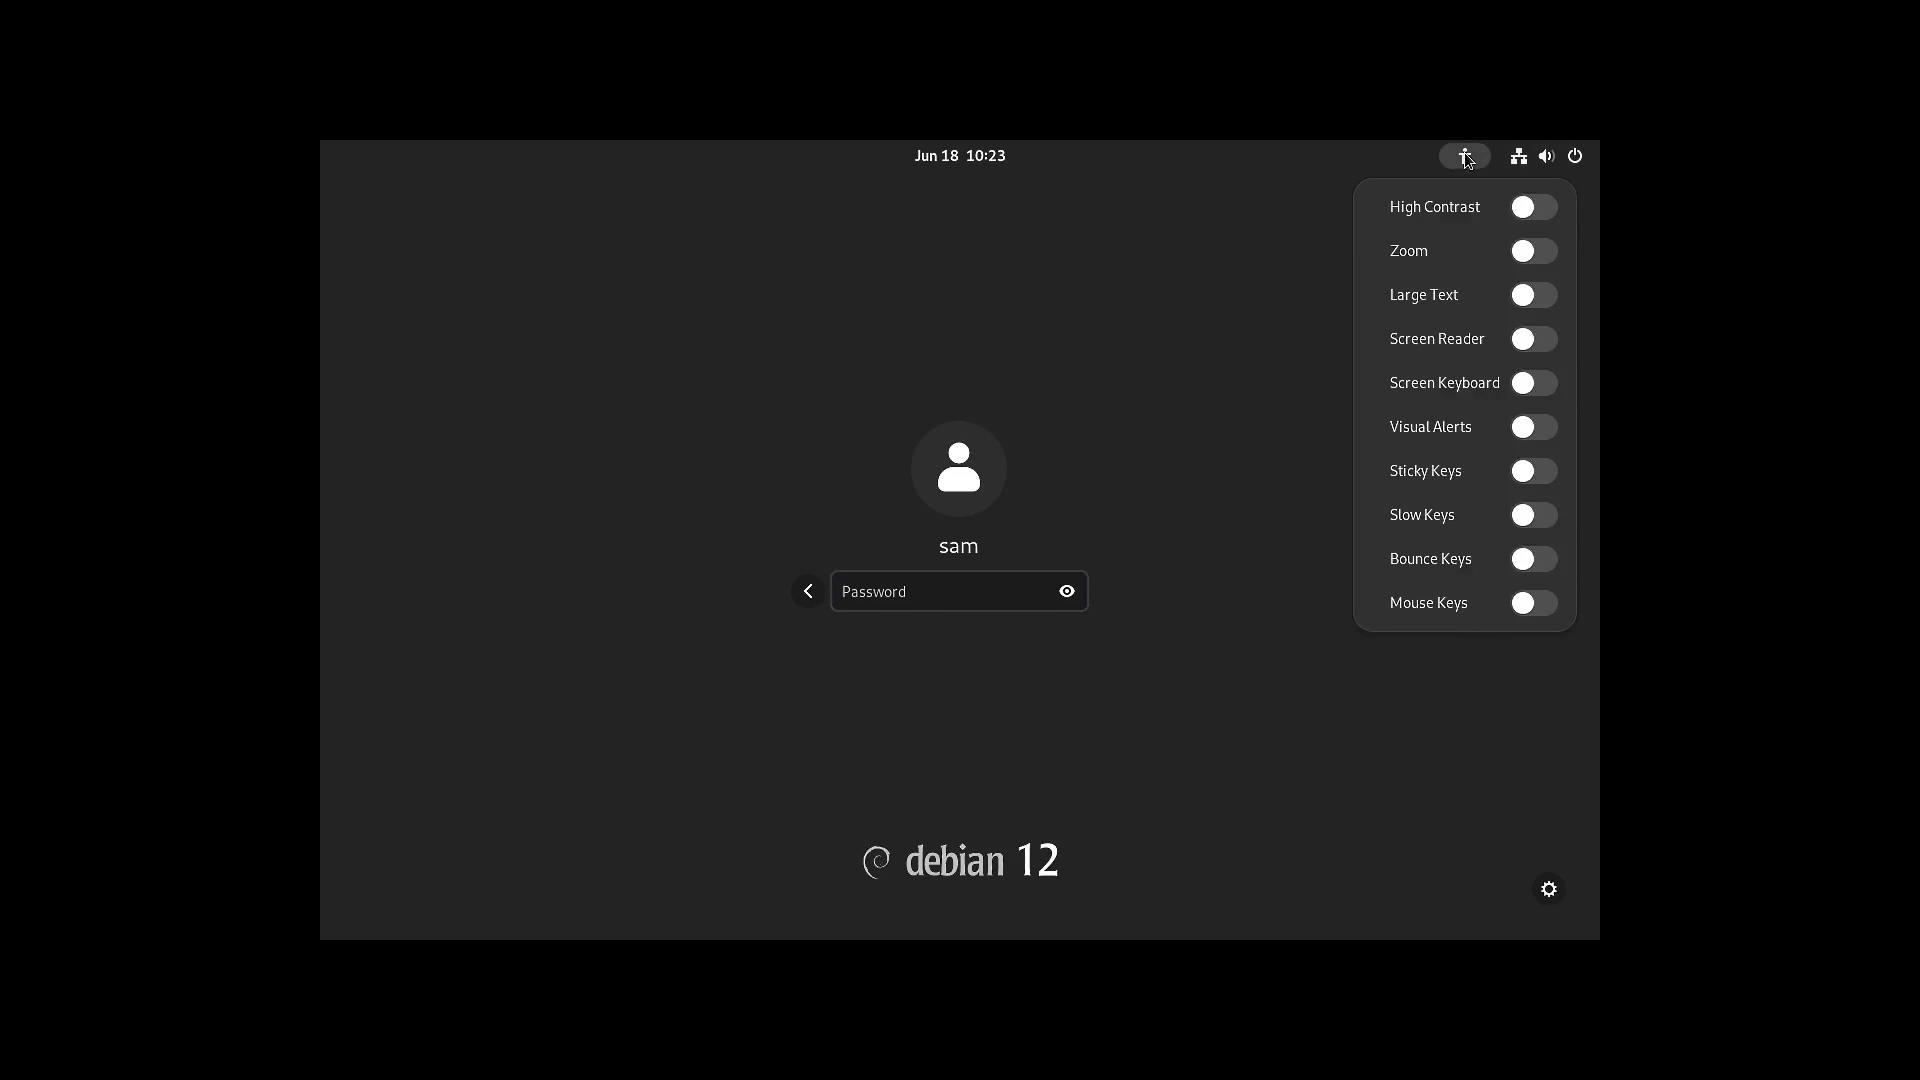 Jun 18 10:23
High Contrast
Zoom
Large Text
Screen Reader
Screen Keyboard
Visual Alerts
Sticky Keys
Slow Keys
Bounce Keys
Mouse Keys
sam
Password
debian 12